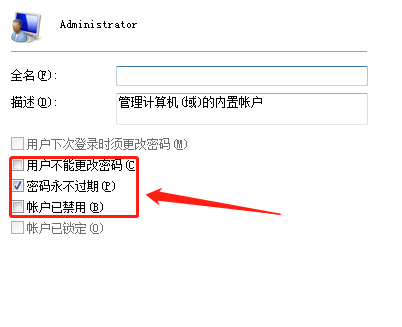 Administrator
全名(F):
描述(D):
管理计算机(域)的内置帐户
用户下次登录时须更改密码(M)
用户不能更改密码(C
密码永不过期(P)
帐户已禁用(B)
帐户已锁定(O)